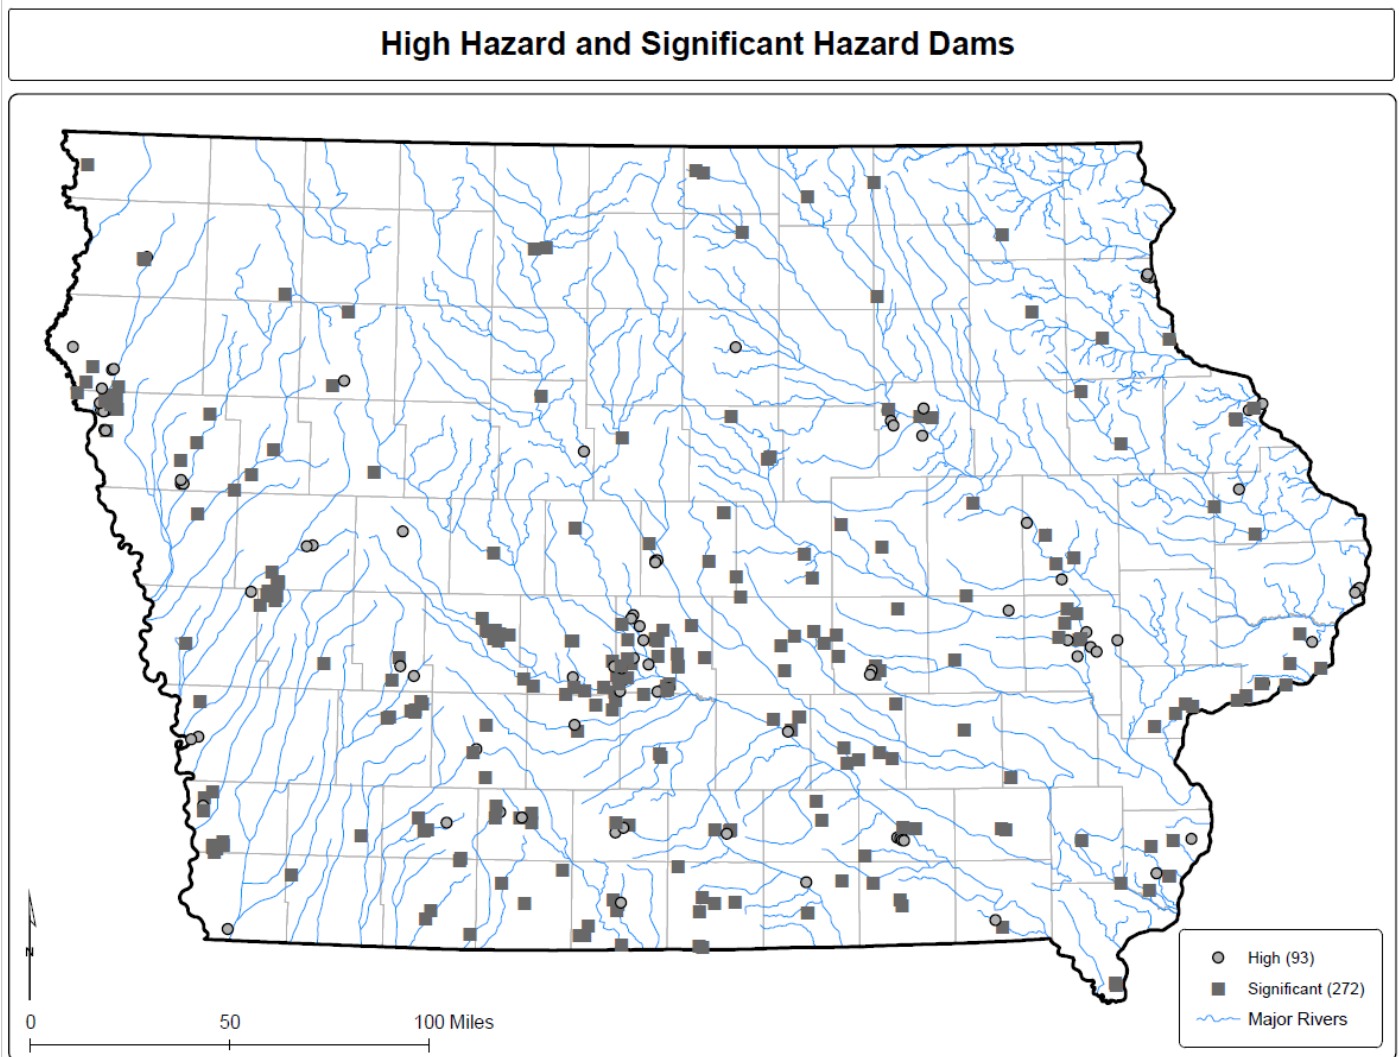 High Hazard and Significant Hazard Dams
High (93)
Significant (272)
Major Rivers
N
0 50 100 Miles